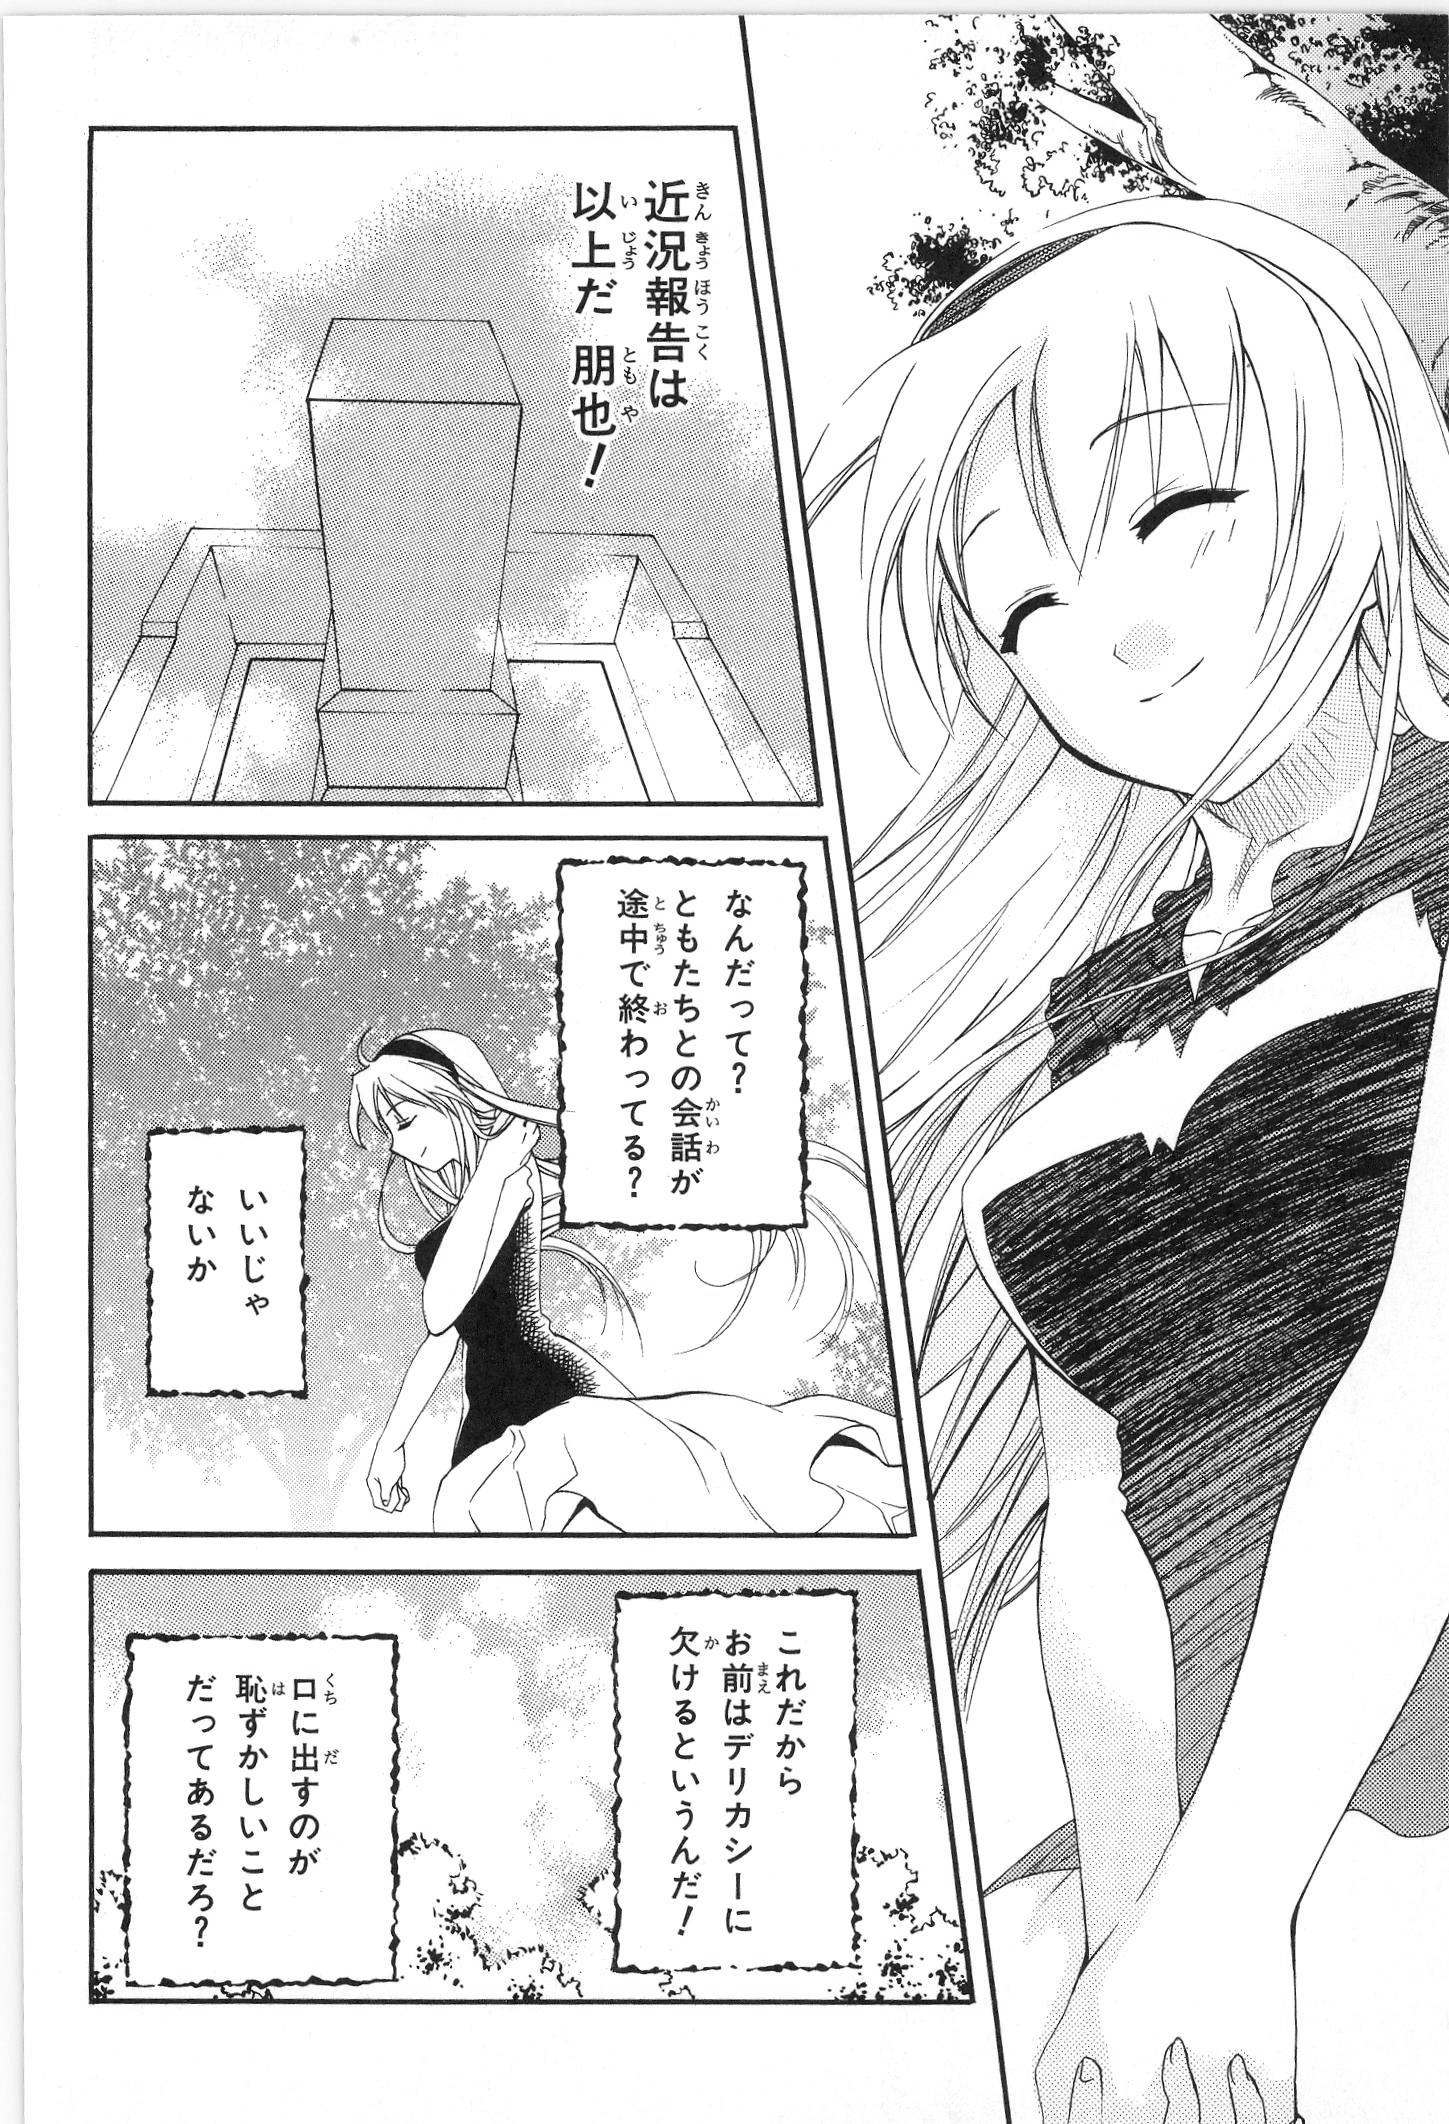 近況報告は
以上だ 朋也!
なんだって?
ともたちとの会話が
途中で終わってる?
いいじゃ
ないか
これだから
お前はデリカシーに
欠けるというんだ!
口に出すのが
恥ずかしいこと
だってあるだろ?